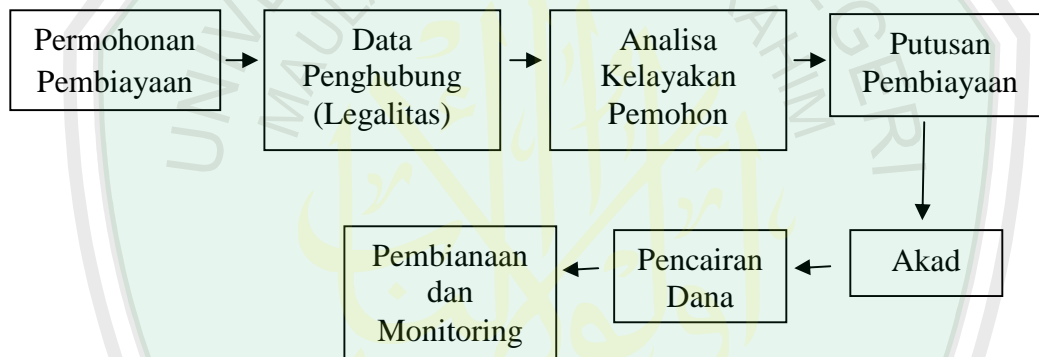 Permohonan
Pembiayaan
Data
Penghubung
(Legalitas)
Analisa
Kelayakan
Pemohon
Putusan
Pembiayaan
Akad
Pencairan
Dana
Pembianaan
dan
Monitoring